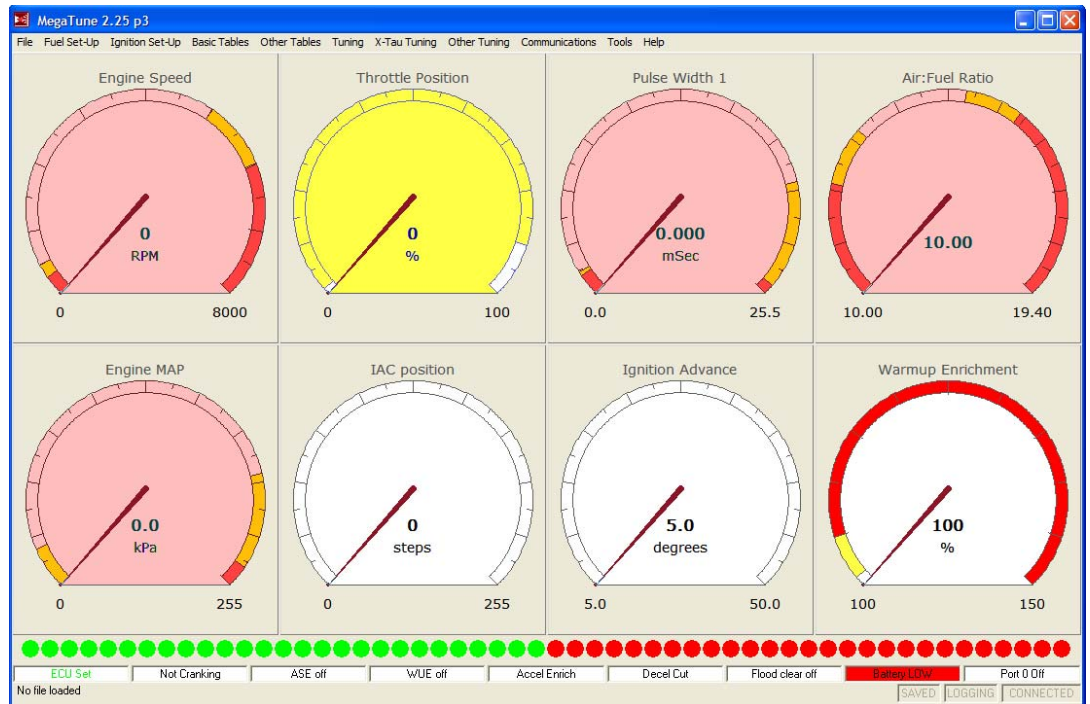 MegaTune 2.25 p3
File Fuel Set-Up Ignition Set-Up Basic Tables Other Tables Tuning X-Tau Tuning Other Tuning Communications Tools Help
Engine Speed
0
RPM
0 8000
Throttle Position
0
%
0 100
Pulse Width 1
0.000
mSec
0.0 25.5
Air:Fuel Ratio
10.00
10.00 19.40
Engine MAP
0.0
kPa
0 255
IAC position
0
steps
0 255
Ignition Advance
5.0
degrees
5.0 50.0
Warmup Enrichment
100
%
100 150
ECU Set Not Cranking ASE off WUE off Accel Enrich Decel Cut Flood clear off Battery LOW Port 0 Off
No file loaded SAVED LOGGING CONNECTED